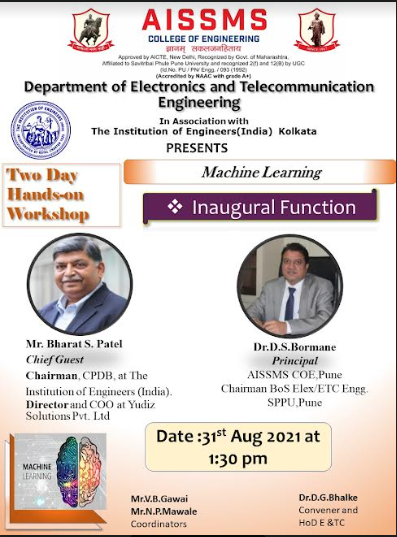 AISSMS
COLLEGE OF ENGINEERING
ज्ञानम् सकलजनहिताय
Approved by AICTE, New Delhi, Recognized by Govt. of Maharashtra,
Affiliated to Savitribai Phule Pune University and recognized 2(f) and 12(B) by UGC
(Id.No. PU / PN/ Engg. / 093 (1992)
(Accredited by NAAC with grade A+)
Department of Electronics and Telecommunication
Engineering
In Association with
The Institution of Engineers(India) Kolkata
PRESENTS
Two Day
Hands-on
Workshop
Machine Learning
❖ Inaugural Function
Mr. Bharat S. Patel
Chief Guest
Chairman, CPDB, at The
Institution of Engineers (India).
Director and COO at Yudiz
Solutions Pvt. Ltd
Dr.D.S.Bormane
Principal
AISSMS COE,Pune
Chairman BoS Elex/ETC Engg.
SPPU,Pune
Date :31st Aug 2021 at
1:30 pm
MACHINE
LEARNING
Mr.V.B.Gawai
Mr.N.P.Mawale
Coordinators
Dr.D.G.Bhalke
Convener and
HoD E &TC